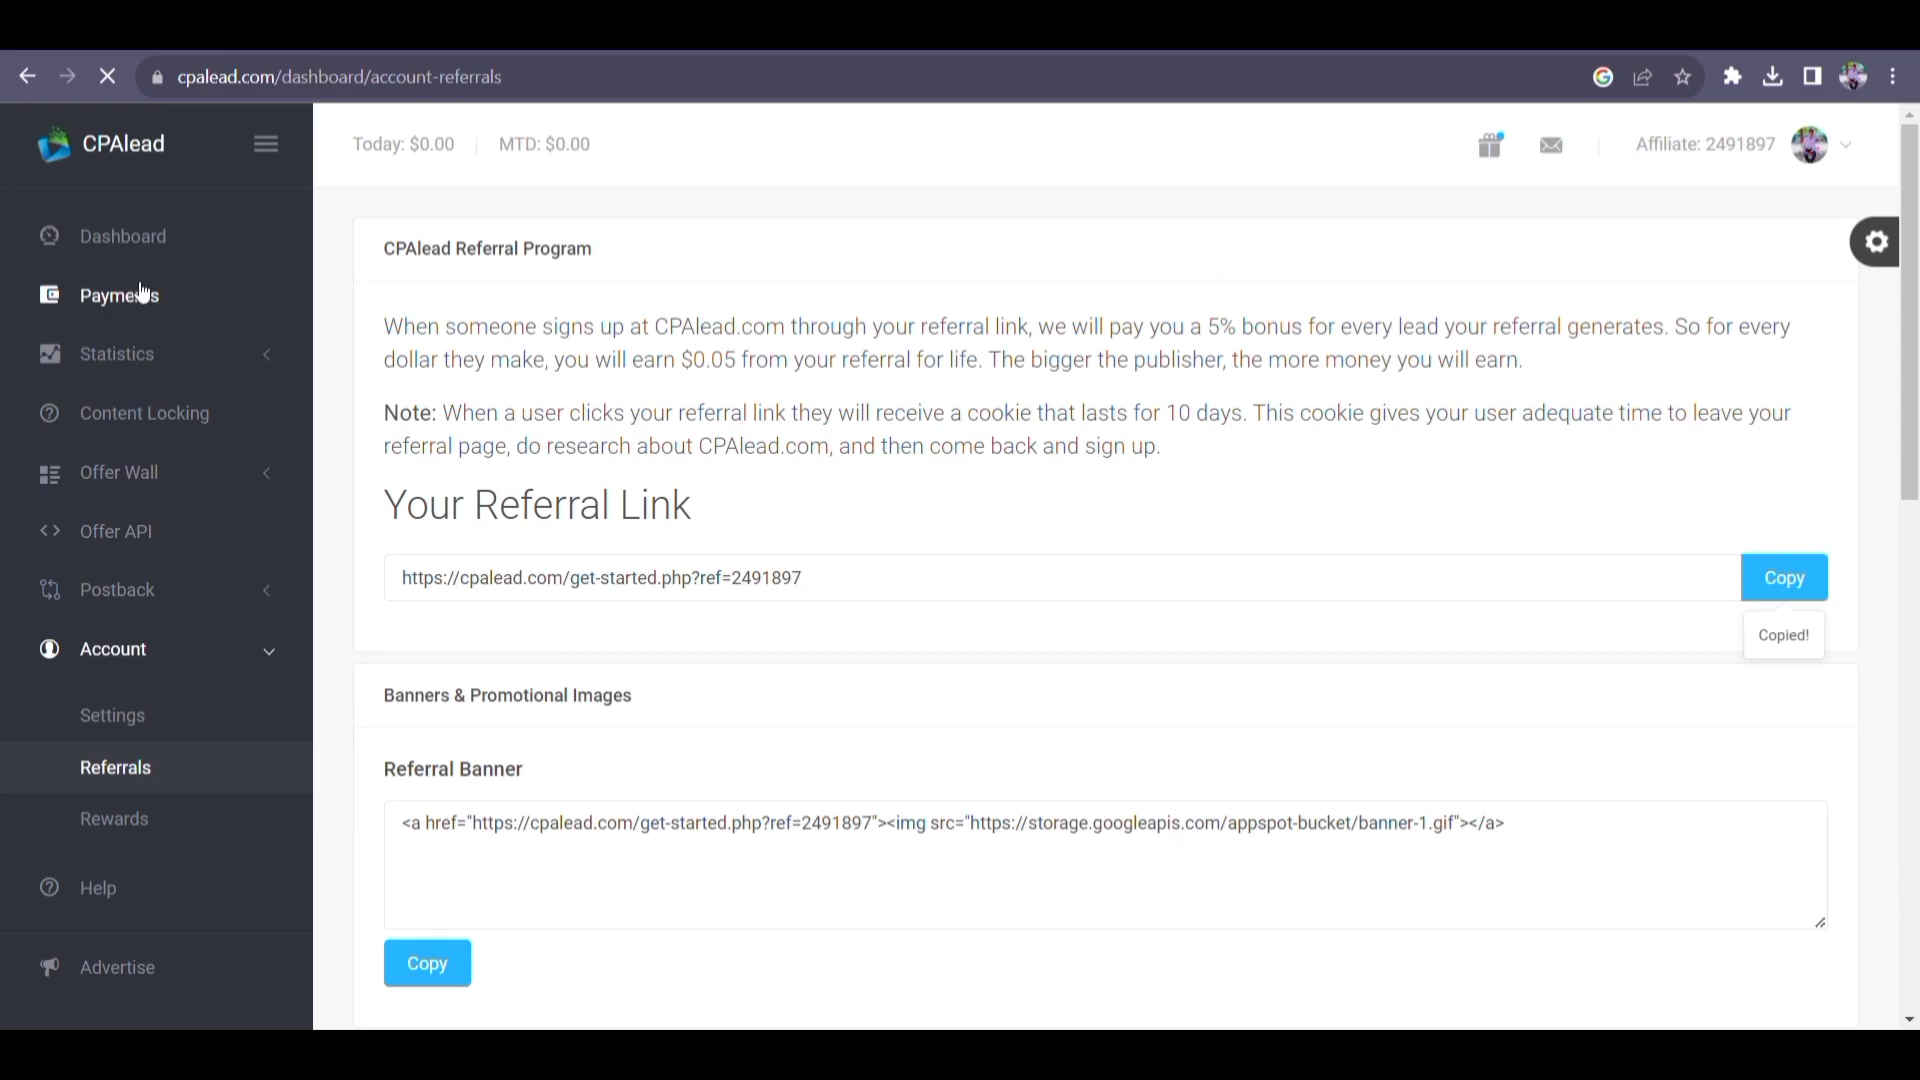 cpalead.com/dashboard/account-referrals
CPAlead
Today: $0.00
MTD: $0.00
Affiliate: 2491897
Dashboard
Payments
Statistics
Content Locking
Offer Wall
Offer API
Postback
Account
Settings
Referrals
Rewards
Help
Advertise
CPAlead Referral Program
When someone signs up at CPAlead.com through your referral link, we will pay you a 5% bonus for every lead your referral generates. So for every
dollar they make, you will earn $0.05 from your referral for life. The bigger the publisher, the more money you will earn.
Note: When a user clicks your referral link they will receive a cookie that lasts for 10 days. This cookie gives your user adequate time to leave your
referral page, do research about CPAlead.com, and then come back and sign up.
Your Referral Link
https://cpalead.com/get-started.php?ref=2491897
Copy
Copied!
Banners & Promotional Images
Referral Banner
<a href="https://cpalead.com/get-started.php?ref=2491897"><img src="https://storage.googleapis.com/appspot-bucket/banner-1.gif"></a>
Copy